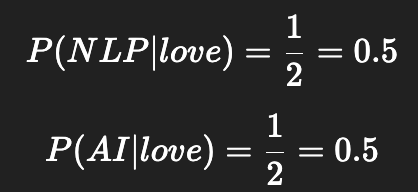 P(NLP|love) = 1/2 = 0.5
P(AI|love) = 1/2 = 0.5